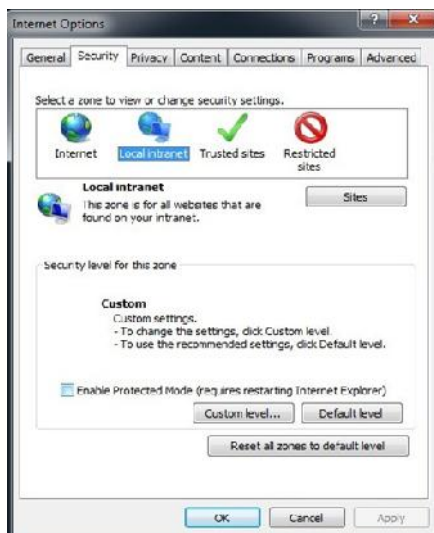 Internet Options
?
General Security Privacy Content Connections Programs Advanced
Select a zone to view or change security settings.
Internet Local intranet Trusted sites Restricted
sites
Local intranet
Sites
This zone is for all websites that are
found on your intranet.
Security level for this zone
Custom
Custom settings.
- To change the settings, click Custom level.
- To use the recommended settings, click Default level.
Enable Protected Mode (requires restarting Internet Explorer)
Custom level... Default level
Reset all zones to default level
OK Cancel Apply